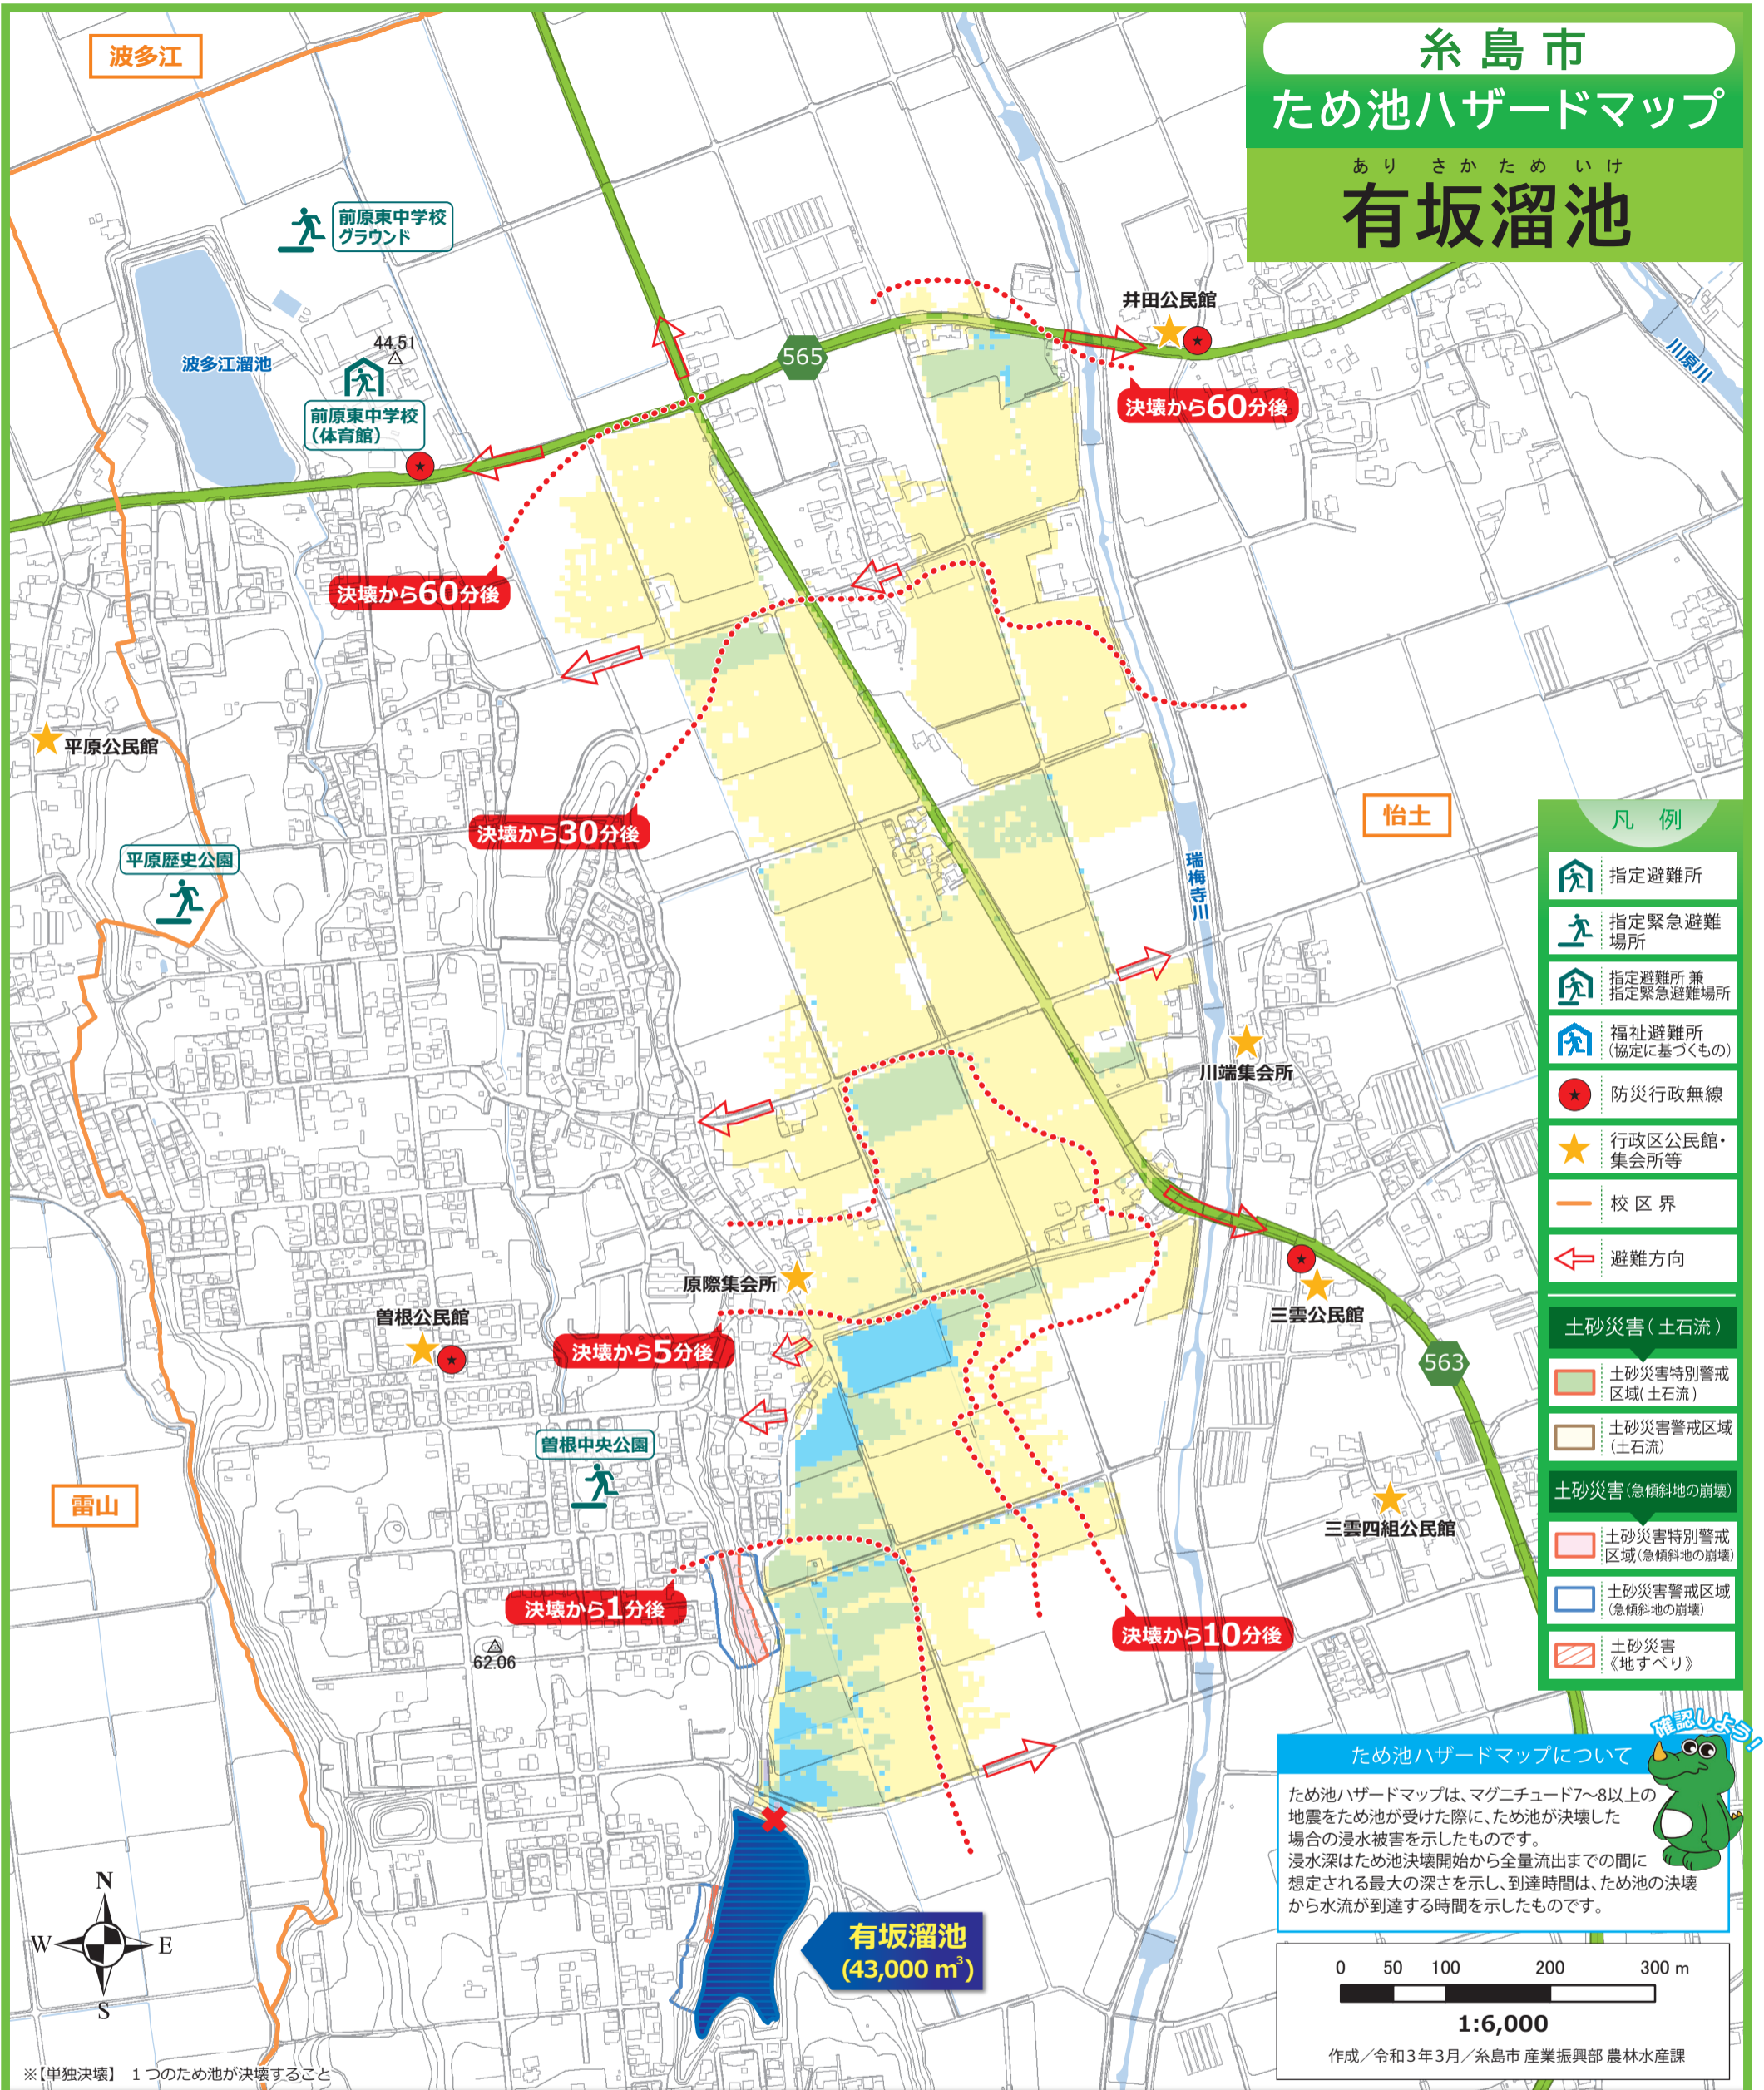 糸島市
ため池ハザードマップ
ありさかためいけ
有坂溜池
波多江
前原東中学校
グラウンド
44.51
波多江溜池
前原東中学校
(体育館)
565
井田公民館
川原川
決壊から60分後
決壊から60分後
平原公民館
決壊から30分後
怡土
平原歴史公園
瑞梅寺川
川端集会所
原際集会所
曽根公民館
決壊から5分後
三雲公民館
563
曽根中央公園
雷山
三雲四組公民館
決壊から1分後
決壊から10分後
62.06
有坂溜池
(43,000 m³)
N
W
E
S
※【単独決壊】 1つのため池が決壊すること
凡例
指定避難所
指定緊急避難
場所
指定避難所 兼
指定緊急避難場所
福祉避難所
(協定に基づくもの)
防災行政無線
行政区公民館・
集会所等
校区界
避難方向
土砂災害(土石流)
土砂災害特別警戒
区域(土石流)
土砂災害警戒区域
(土石流)
土砂災害(急傾斜地の崩壊)
土砂災害特別警戒
区域(急傾斜地の崩壊)
土砂災害警戒区域
(急傾斜地の崩壊)
土砂災害
《地すべり》
確認しよう!
ため池ハザードマップについて
ため池ハザードマップは、マグニチュード7〜8以上の
地震をため池が受けた際に、ため池が決壊した
場合の浸水被害を示したものです。
浸水深はため池決壊開始から全量流出までの間に
想定される最大の深さを示し、到達時間は、ため池の決壊
から水流が到達する時間を示したものです。
0 50 100 200 300 m
1:6,000
作成／令和3年3月／糸島市 産業振興部 農林水産課